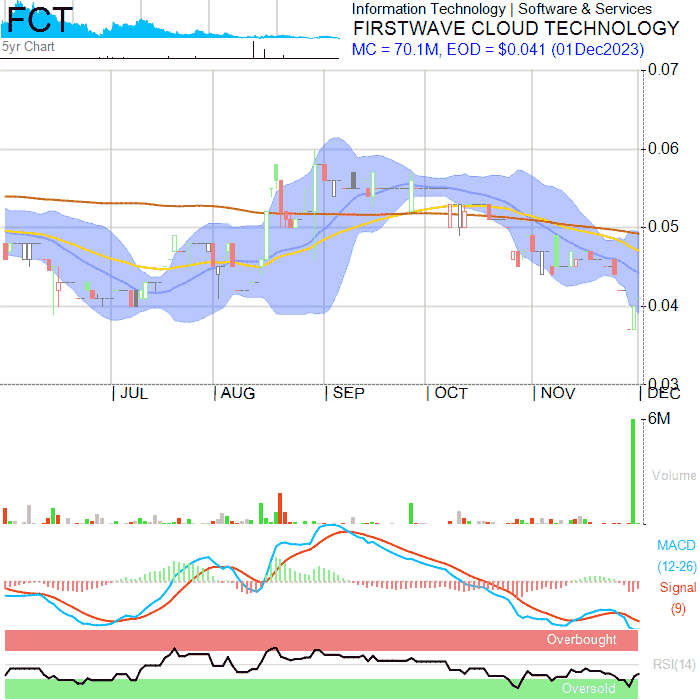 FCT
Information Technology | Software & Services
FIRSTWAVE CLOUD TECHNOLOGY
5yr Chart
MC = 70.1M, EOD = $0.041 (01Dec2023)
0.07
0.06
0.05
0.04
0.03
| JUL
| AUG
| SEP
| OCT
| NOV
| DEC
6M
Volume
MACD
(12-26)
Signal
(9)
Overbought
RSI(14)
Oversold